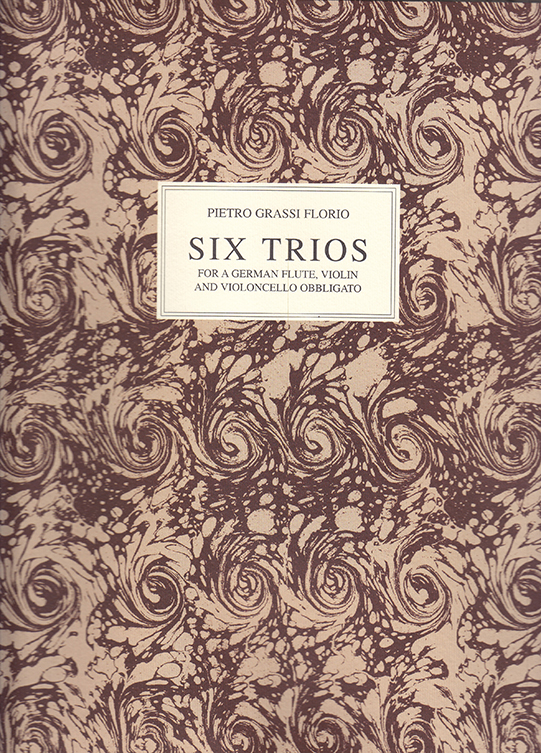 PIETRO GRASSI FLORIO
SIX TRIOS
FOR A GERMAN FLUTE, VIOLIN
AND VIOLONCELLO OBBLIGATO